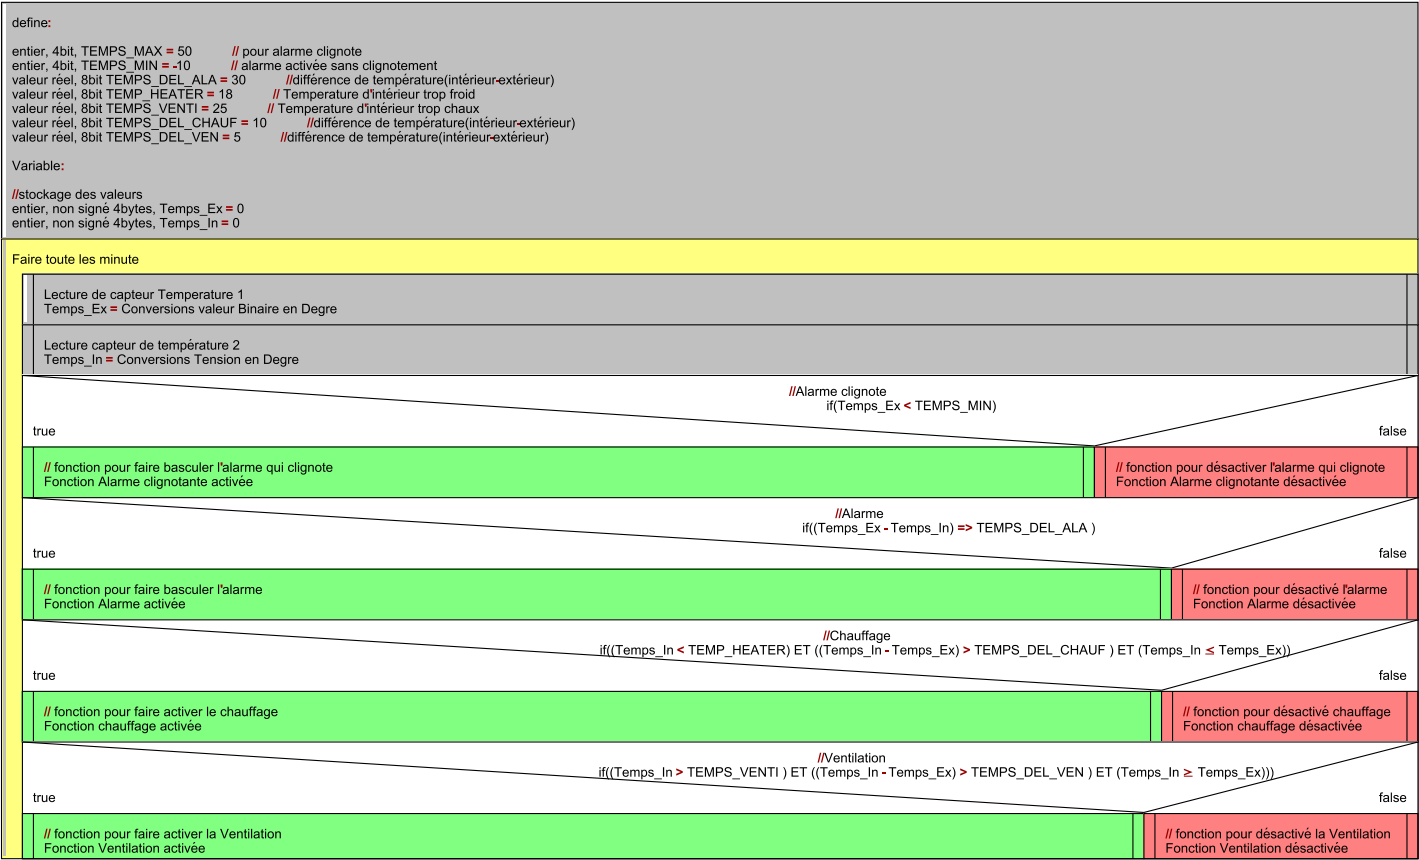 define:
entier, 4bit, TEMPS_MAX = 50 // pour alarme clignote
entier, 4bit, TEMPS_MIN = -10 // alarme activée sans clignotement
valeur réel, 8bit TEMPS_DEL_ALA = 30 //différence de température(intérieur-extérieur)
valeur réel, 8bit TEMP_HEATER = 18 // Temperature d'intérieur trop froid
valeur réel, 8bit TEMPS_VENTI = 25 // Temperature d'intérieur trop chaux
valeur réel, 8bit TEMPS_DEL_CHAUF = 10 //différence de température(intérieur-extérieur)
valeur réel, 8bit TEMPS_DEL_VEN = 5 //différence de température(intérieur-extérieur)
Variable:
//stockage des valeurs
entier, non signé 4bytes, Temps_Ex = 0
entier, non signé 4bytes, Temps_In = 0
Faire toute les minute
Lecture de capteur Temperature 1
Temps_Ex = Conversions valeur Binaire en Degre
Lecture capteur de température 2
Temps_In = Conversions Tension en Degre
//Alarme clignote
if(Temps_Ex < TEMPS_MIN)
true
false
// fonction pour faire basculer l'alarme qui clignote
Fonction Alarme clignotante activée
// fonction pour désactiver l'alarme qui clignote
Fonction Alarme clignotante désactivée
//Alarme
if((Temps_Ex - Temps_In) => TEMPS_DEL_ALA )
true
false
// fonction pour faire basculer l'alarme
Fonction Alarme activée
// fonction pour désactivé l'alarme
Fonction Alarme désactivée
//Chauffage
if((Temps_In < TEMP_HEATER) ET ((Temps_In - Temps_Ex) > TEMPS_DEL_CHAUF ) ET (Temps_In ≤ Temps_Ex))
true
false
// fonction pour faire activer le chauffage
Fonction chauffage activée
// fonction pour désactivé chauffage
Fonction chauffage désactivée
//Ventilation
if((Temps_In > TEMPS_VENTI ) ET ((Temps_In - Temps_Ex) > TEMPS_DEL_VEN ) ET (Temps_In ≥ Temps_Ex)))
true
false
// fonction pour faire activer la Ventilation
Fonction Ventilation activée
// fonction pour désactivé la Ventilation
Fonction Ventilation désactivée